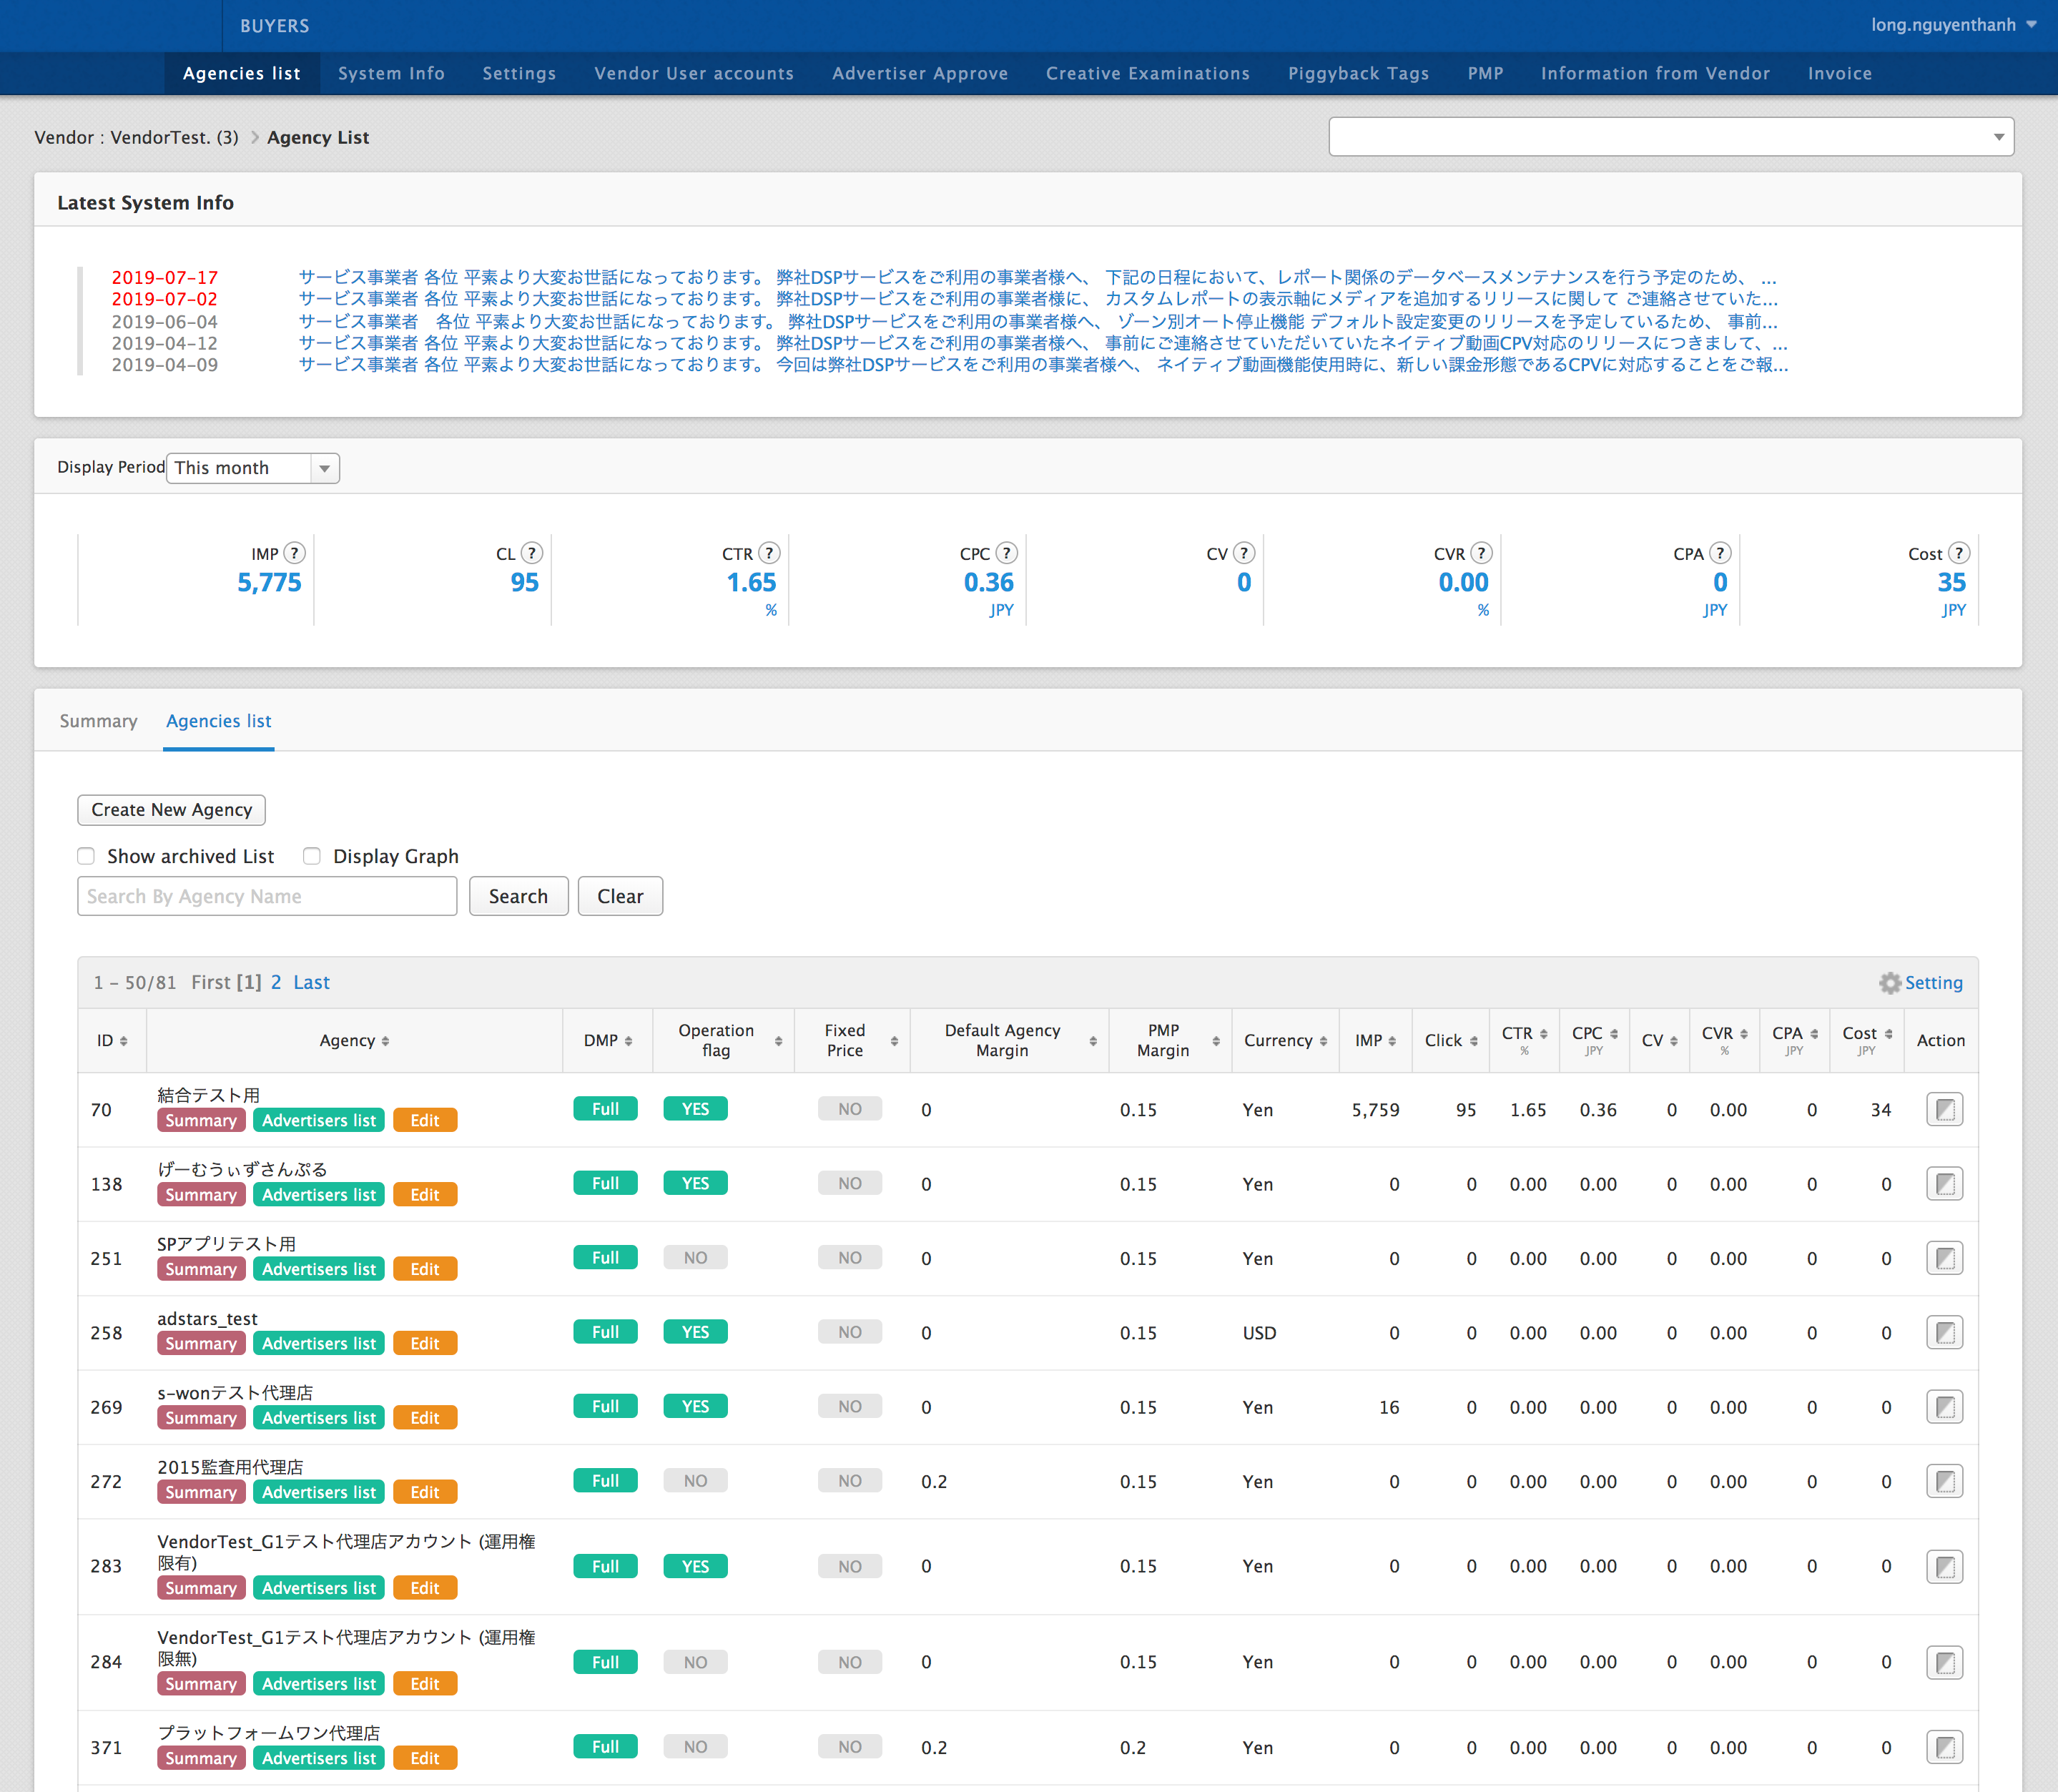 BUYERS
long.nguyenthanh
Agencies list System Info Settings Vendor User accounts Advertiser Approve Creative Examinations Piggyback Tags PMP Information from Vendor Invoice
Vendor : VendorTest. (3) Agency List
Latest System Info
2019-07-17 サービス事業者 各位 平素より大変お世話になっております。 弊社DSPサービスをご利用の事業者様へ、 下記の日程において、レポート関係のデータベースメンテナンスを行う予定のため、 ...
2019-07-02 サービス事業者 各位 平素より大変お世話になっております。 弊社DSPサービスをご利用の事業者様に、 カスタムレポートの表示軸にメディアを追加するリリースに関して ご連絡させていた...
2019-06-04 サービス事業者　各位 平素より大変お世話になっております。 弊社DSPサービスをご利用の事業者様へ、 ゾーン別オート停止機能 デフォルト設定変更のリリースを予定しているため、 事前...
2019-04-12 サービス事業者 各位 平素より大変お世話になっております。 弊社DSPサービスをご利用の事業者様へ、 事前にご連絡させていただいていたネイティブ動画CPV対応のリリースにつきまして、...
2019-04-09 サービス事業者 各位 平素より大変お世話になっております。 今回は弊社DSPサービスをご利用の事業者様へ、 ネイティブ動画機能使用時に、新しい課金形態であるCPVに対応することをご報...
Display Period This month
IMP ? CL ? CTR ? CPC ? CV ? CVR ? CPA ? Cost ?
5,775 95 1.65 0.36 0 0.00 0 35
% JPY % JPY JPY
Summary Agencies list
Create New Agency
Show archived List Display Graph
Search By Agency Name Search Clear
1 - 50/81 First [1] 2 Last Setting
ID Agency DMP Operation flag Fixed Price Default Agency Margin PMP Margin Currency IMP Click CTR % CPC JPY CV CVR % CPA JPY Cost JPY Action
結合テスト用
70 Full YES NO 0 0.15 Yen 5,759 95 1.65 0.36 0 0.00 0 34
Summary Advertisers list Edit
げーむうぃずさんぷる
138 Full YES NO 0 0.15 Yen 0 0 0.00 0.00 0 0.00 0 0
Summary Advertisers list Edit
SPアプリテスト用
251 Full NO NO 0 0.15 Yen 0 0 0.00 0.00 0 0.00 0 0
Summary Advertisers list Edit
adstars_test
258 Full YES NO 0 0.15 USD 0 0 0.00 0.00 0 0.00 0 0
Summary Advertisers list Edit
s-wonテスト代理店
269 Full YES NO 0 0.15 Yen 16 0 0.00 0.00 0 0.00 0 0
Summary Advertisers list Edit
2015監査用代理店
272 Full NO NO 0.2 0.15 Yen 0 0 0.00 0.00 0 0.00 0 0
Summary Advertisers list Edit
VendorTest_G1テスト代理店アカウント (運用権
限有)
283 Full YES NO 0 0.15 Yen 0 0 0.00 0.00 0 0.00 0 0
Summary Advertisers list Edit
VendorTest_G1テスト代理店アカウント (運用権
限無)
284 Full NO NO 0 0.15 Yen 0 0 0.00 0.00 0 0.00 0 0
Summary Advertisers list Edit
プラットフォームワン代理店
371 Full NO NO 0.2 0.2 Yen 0 0 0.00 0.00 0 0.00 0 0
Summary Advertisers list Edit